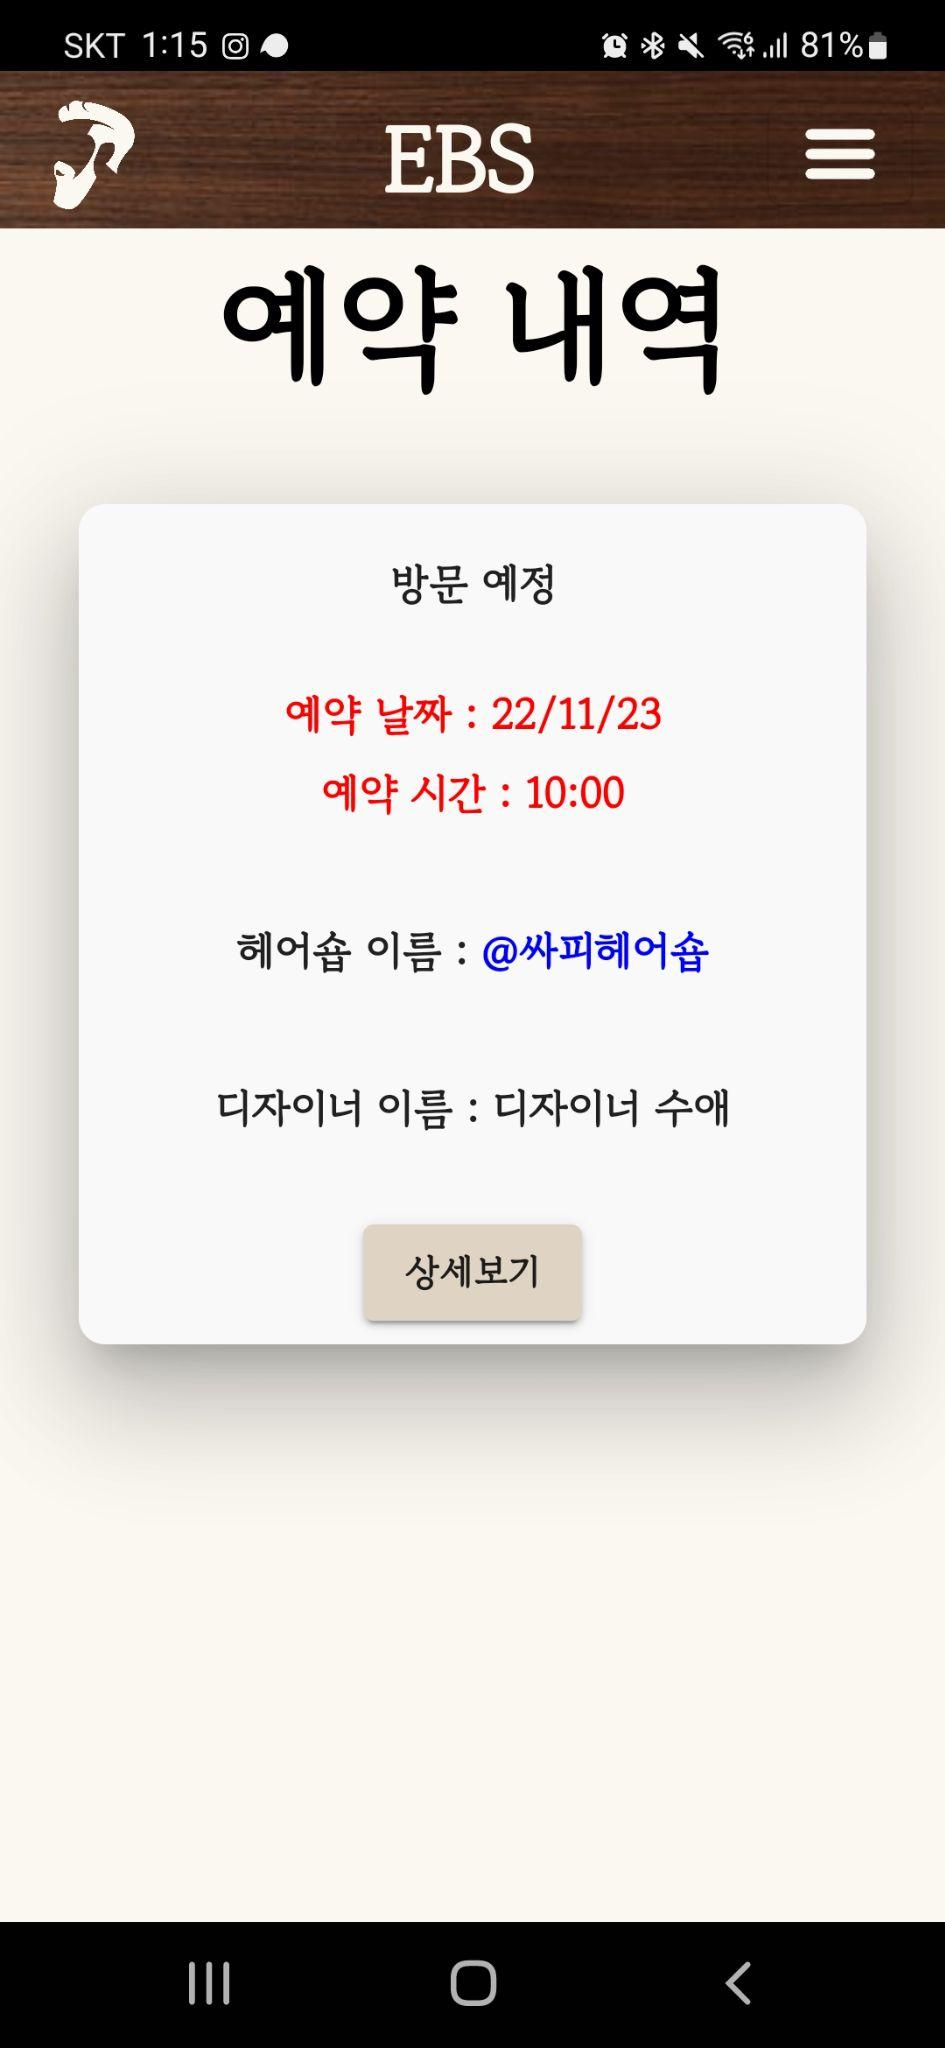 SKT 1:15 81%
EBS
예약 내역
방문 예정
예약 날짜 : 22/11/23
예약 시간 : 10:00
헤어숍 이름 : @싸피헤어숍
디자이너 이름 : 디자이너 수애
상세보기